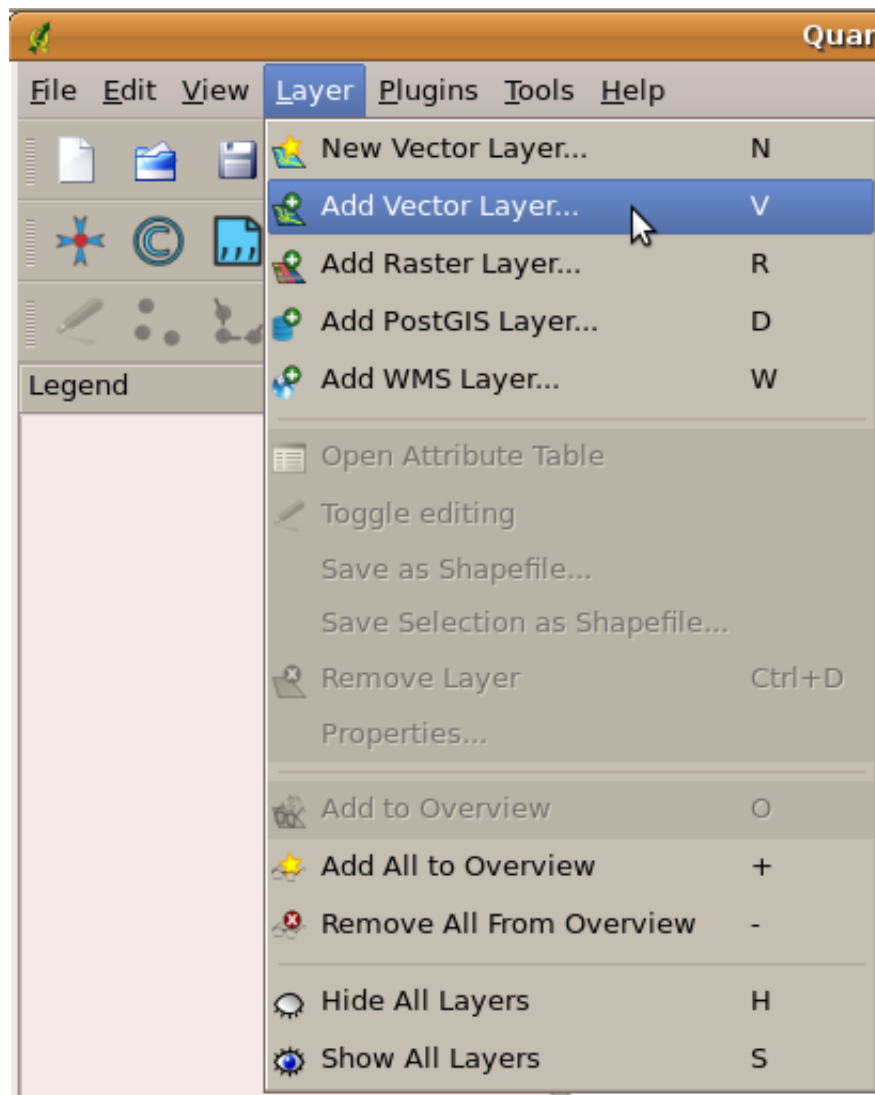 Quar
File Edit View Layer Plugins Tools Help
New Vector Layer... N
Add Vector Layer... V
Add Raster Layer... R
Add PostGIS Layer... D
Add WMS Layer... W
Legend
Open Attribute Table
Toggle editing
Save as Shapefile...
Save Selection as Shapefile...
Remove Layer Ctrl+D
Properties...
Add to Overview O
Add All to Overview +
Remove All From Overview -
Hide All Layers H
Show All Layers S